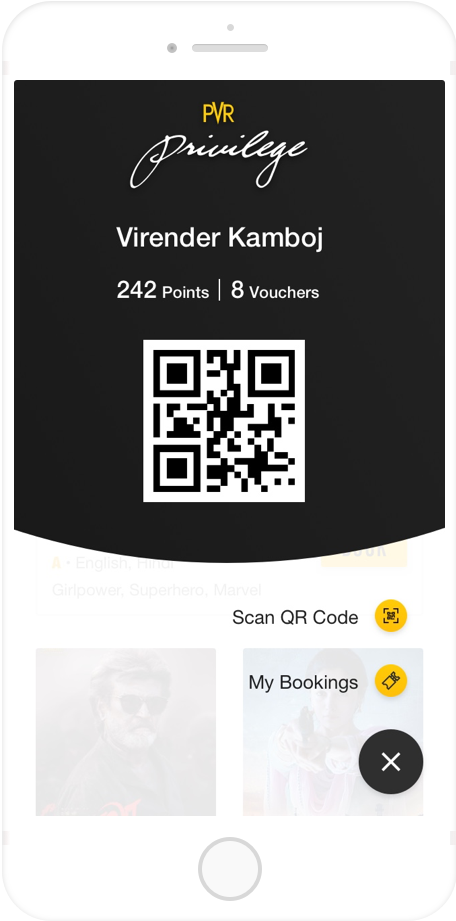 PVR
Privilege
Virender Kamboj
242 Points | 8 Vouchers
A • English, Hindi
Girlpower, Superhero, Marvel
Scan QR Code
My Bookings